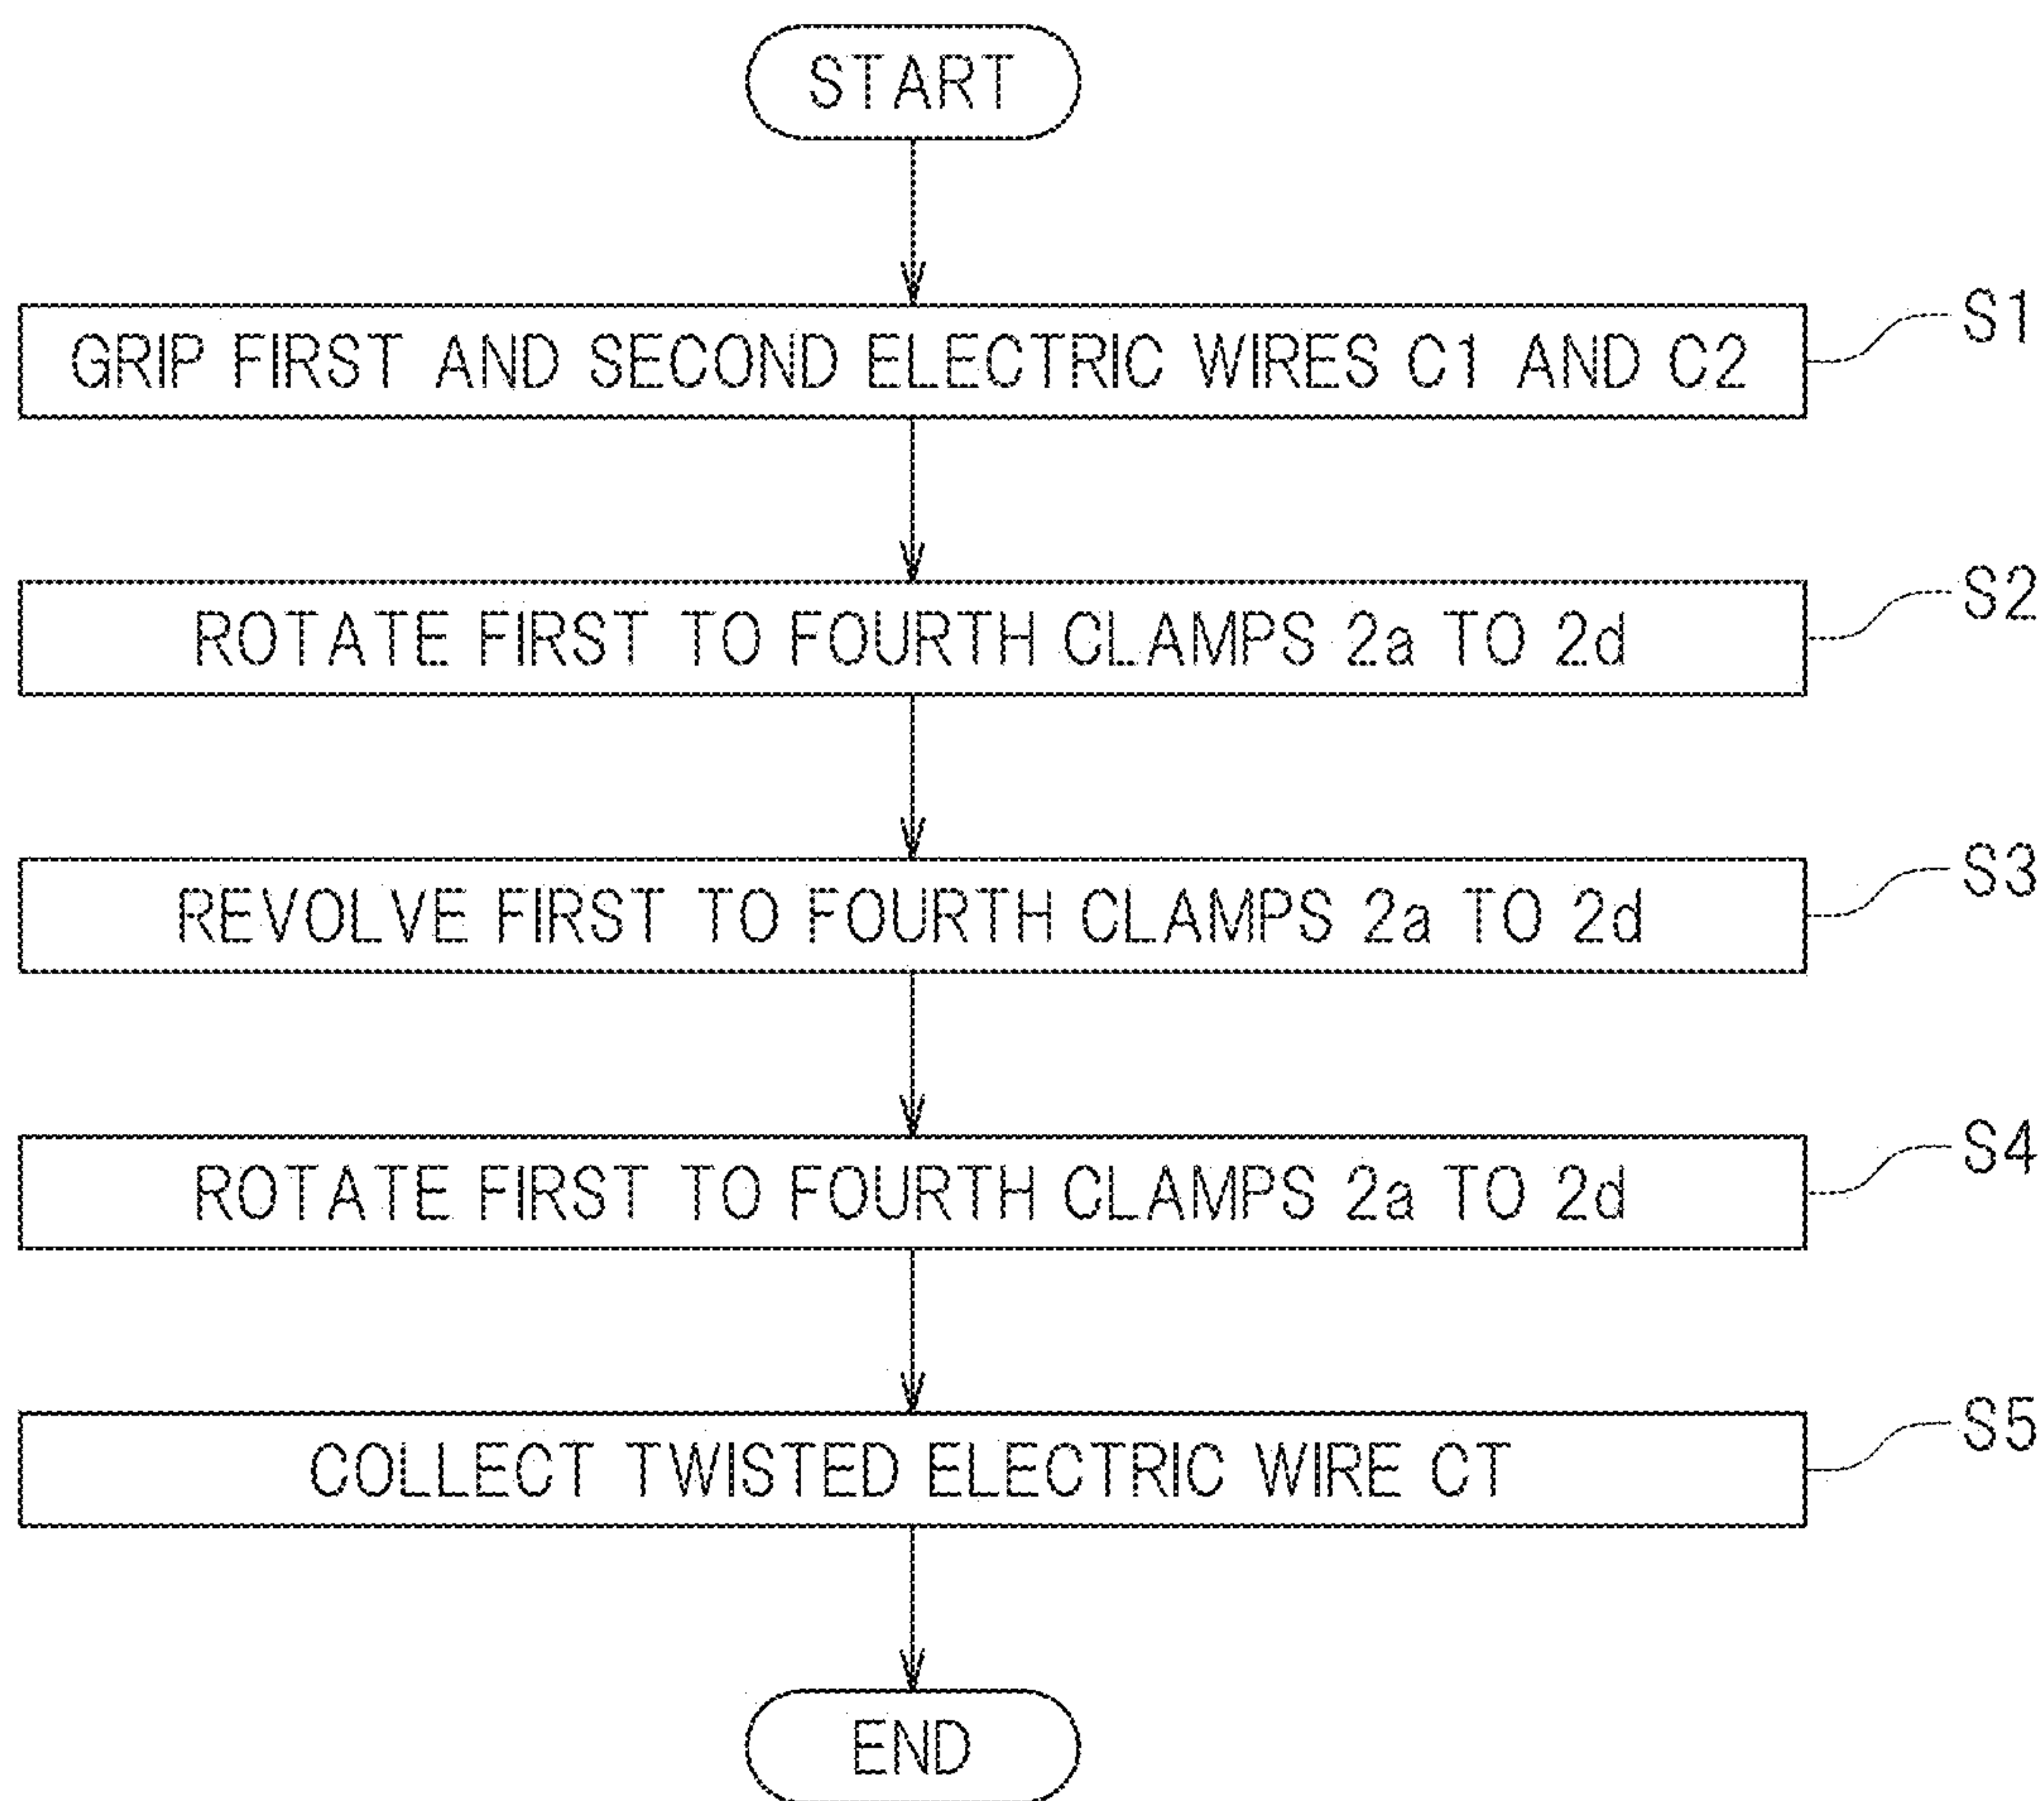 START
GRIP FIRST AND SECOND ELECTRIC WIRES C1 AND C2
S1
ROTATE FIRST TO FOURTH CLAMPS 2a TO 2d
S2
REVOLVE FIRST TO FOURTH CLAMPS 2a TO 2d
S3
ROTATE FIRST TO FOURTH CLAMPS 2a TO 2d
S4
COLLECT TWISTED ELECTRIC WIRE CT
S5
END